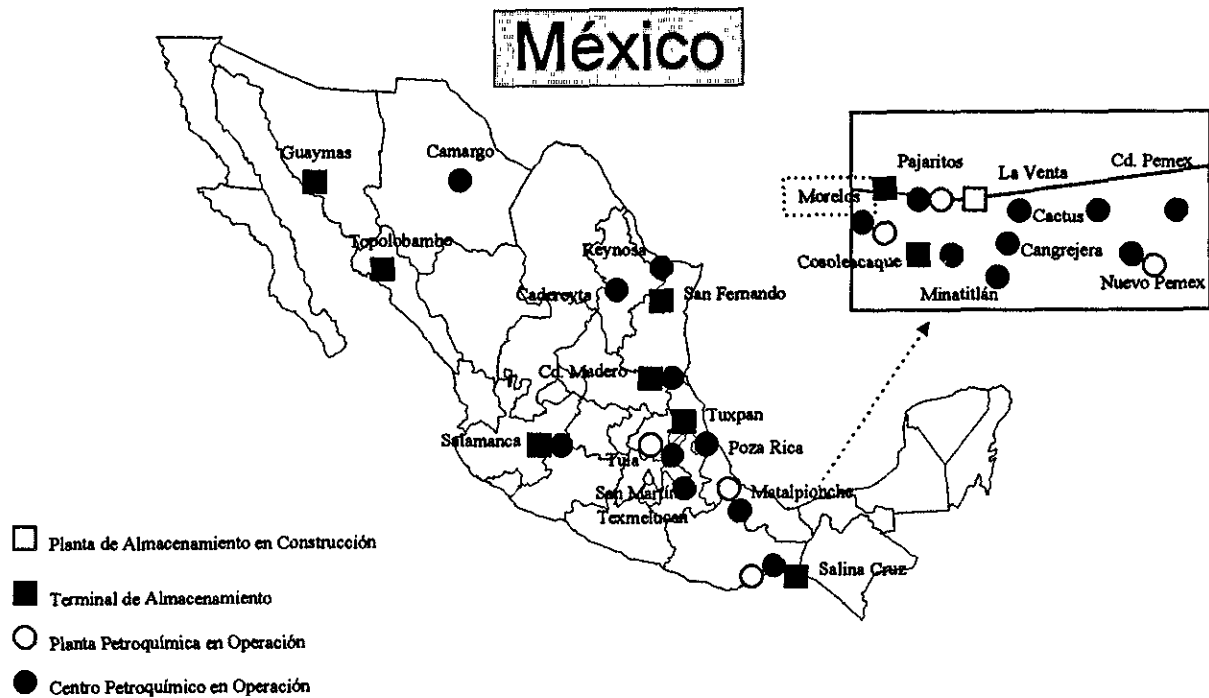 México
Guaymas
Camargo
Topolobambo
Reynosa
Cadereyta
San Fernando
Cd. Madero
Tuxpan
Salamanca
Tula
Poza Rica
San Martín
Texmelucan
Matalpionche
Salina Cruz
Pajaritos
La Venta
Cd. Pemex
Morelos
Cactus
Cosoleacaque
Cangrejera
Minatitlán
Nuevo Pemex
Planta de Almacenamiento en Construcción
Terminal de Almacenamiento
Planta Petroquímica en Operación
Centro Petroquímico en Operación